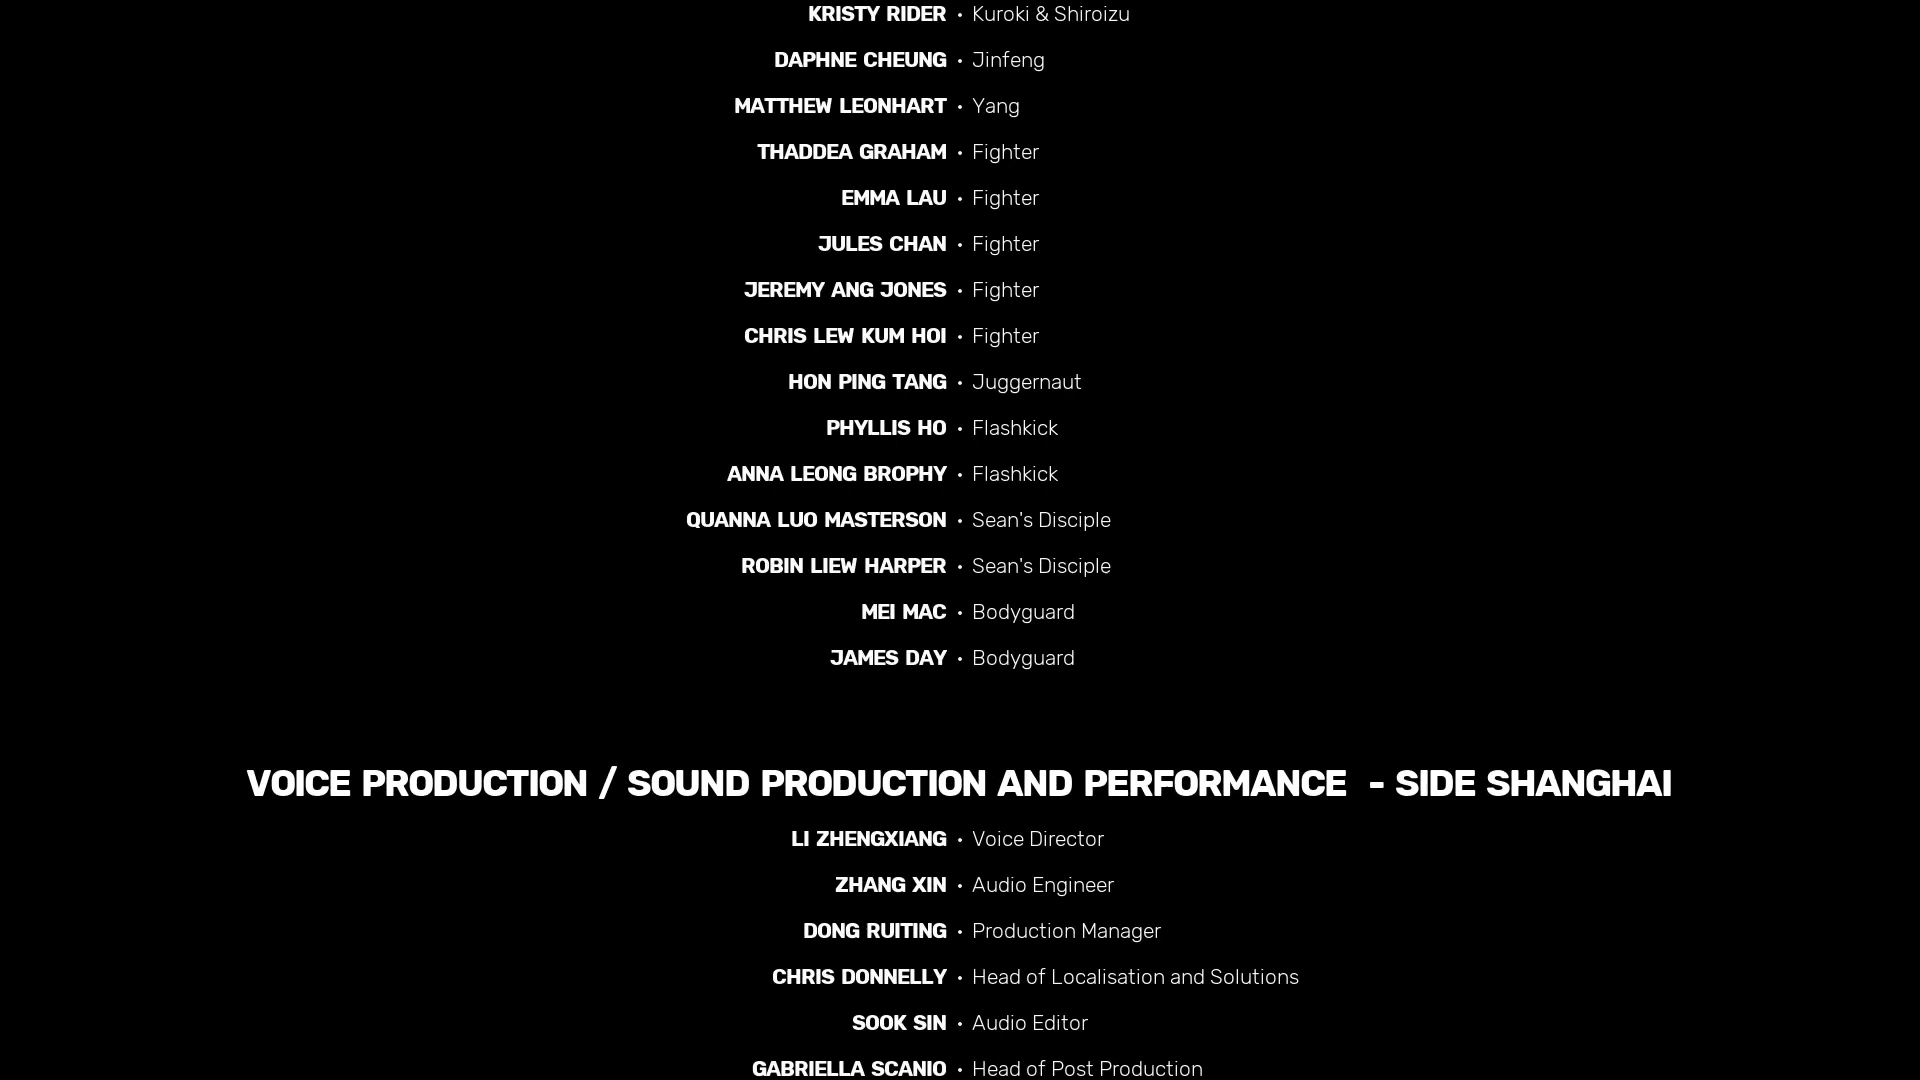 KRISTY RIDER • Kuroki & Shiroizu
DAPHNE CHEUNG • Jinfeng
MATTHEW LEONHART • Yang
THADDEA GRAHAM • Fighter
EMMA LAU • Fighter
JULES CHAN • Fighter
JEREMY ANG JONES • Fighter
CHRIS LEW KUM HOI • Fighter
HON PING TANG • Juggernaut
PHYLLIS HO • Flashkick
ANNA LEONG BROPHY • Flashkick
QUANNA LUO MASTERSON • Sean's Disciple
ROBIN LIEW HARPER • Sean's Disciple
MEI MAC • Bodyguard
JAMES DAY • Bodyguard
VOICE PRODUCTION / SOUND PRODUCTION AND PERFORMANCE - SIDE SHANGHAI
LI ZHENGXIANG • Voice Director
ZHANG XIN • Audio Engineer
DONG RUITING • Production Manager
CHRIS DONNELLY • Head of Localisation and Solutions
SOOK SIN • Audio Editor
GABRIELLA SCANIO • Head of Post Production